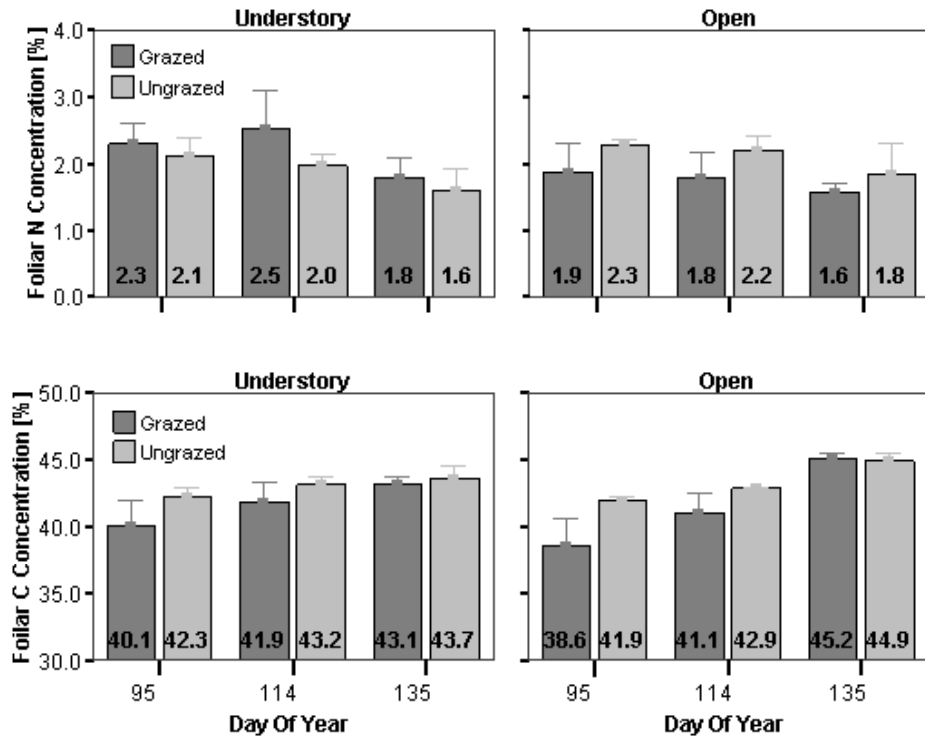 Understory
Open
Foliar N Concentration [%]
4.0
3.0
2.0
1.0
0.0
Grazed
Ungrazed
2.3 2.1 2.5 2.0 1.8 1.6
1.9 2.3 1.8 2.2 1.6 1.8
Understory
Open
Foilar C Concentration [%]
50.0
45.0
40.0
35.0
30.0
Grazed
Ungrazed
40.1 42.3 41.9 43.2 43.1 43.7
38.6 41.9 41.1 42.9 45.2 44.9
95 114 135
95 114 135
Day Of Year
Day Of Year